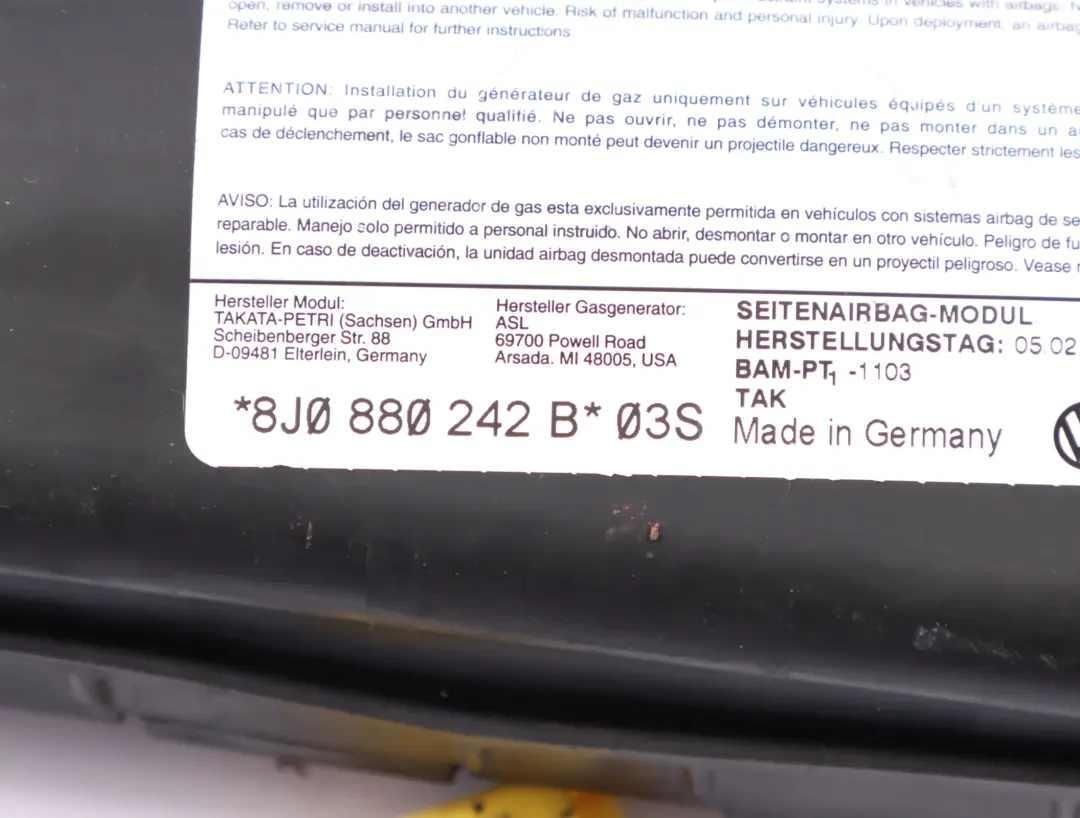 open, remove or install into another vehicle. Risk of malfunction and personal injury. Upon deployment, an airbag
Refer to service manual for further instructions.
ATTENTION: Installation du générateur de gaz uniquement sur véhicules équipés d'un système
manipulé que par personnel qualifié. Ne pas ouvrir, ne pas démonter, ne pas monter dans un
cas de déclenchement, le sac gonflable non monté peut devenir un projectile dangereux. Respecter strictement les
AVISO: La utilización del generador de gas esta exclusivamente permitida en vehículos con sistemas airbag de
reparable. Manejo solo permitido a personal instruido. No abrir, desmontar o montar en otro vehículo. Peligro de
lesión. En caso de deactivación, la unidad airbag desmontada puede convertirse en un proyectil peligroso. Vease
Hersteller Modul:
TAKATA-PETRI (Sachsen) GmbH
Scheibenberger Str. 88
D-09481 Elterlein, Germany
Hersteller Gasgenerator:
ASL
69700 Powell Road
Arsada. MI 48005, USA
SEITENAIRBAG-MODUL
HERSTELLUNGSTAG: 05.02
BAM-PT1 -1103
TAK
Made in Germany
*8J0 880 242 B* 03S